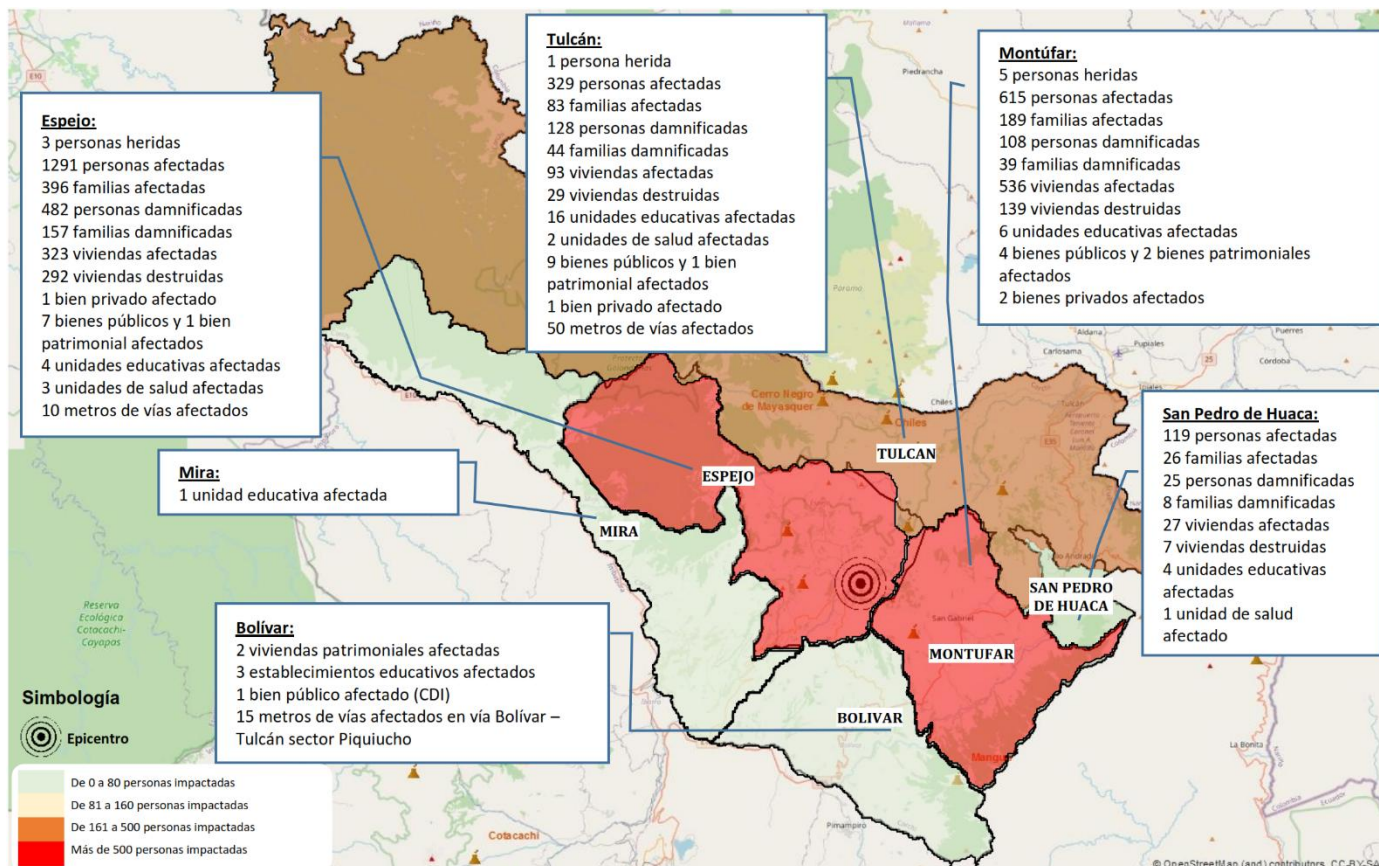 Espejo:
3 personas heridas
1291 personas afectadas
396 familias afectadas
482 personas damnificadas
157 familias damnificadas
323 viviendas afectadas
292 viviendas destruidas
1 bien privado afectado
7 bienes públicos y 1 bien
patrimonial afectados
4 unidades educativas afectadas
3 unidades de salud afectadas
10 metros de vías afectados
Tulcán:
1 persona herida
329 personas afectadas
83 familias afectadas
128 personas damnificadas
44 familias damnificadas
93 viviendas afectadas
29 viviendas destruidas
16 unidades educativas afectadas
2 unidades de salud afectadas
9 bienes públicos y 1 bien
patrimonial afectados
1 bien privado afectado
50 metros de vías afectados
Montúfar:
5 personas heridas
615 personas afectadas
189 familias afectadas
108 personas damnificadas
39 familias damnificadas
536 viviendas afectadas
139 viviendas destruidas
6 unidades educativas afectadas
4 bienes públicos y 2 bienes patrimoniales
afectados
2 bienes privados afectados
San Pedro de Huaca:
119 personas afectadas
26 familias afectadas
25 personas damnificadas
8 familias damnificadas
27 viviendas afectadas
7 viviendas destruidas
4 unidades educativas
afectadas
1 unidad de salud
afectado
Mira:
1 unidad educativa afectada
Bolívar:
2 viviendas patrimoniales afectadas
3 establecimientos educativos afectados
1 bien público afectado (CDI)
15 metros de vías afectados en vía Bolívar –
Tulcán sector Piquiucho
Nariño
E10
Mallama
Piedrancha
Páramo
Aldana
Pupiales
Carlosama
Puerres
Córdoba
Ipiales
25
Cerro Negro
de Mayasquer
Chiles
Chiles
TULCAN
ESPEJO
MIRA
SAN PEDRO
DE HUACA
San Gabriel
MONTUFAR
BOLIVAR
Reserva
Ecológica
Cotacachi-
Cayapas
La Bonita
Pimampiro
Cotacachi
Colombia
Ecuador
Simbología
Epicentro
De 0 a 80 personas impactadas
De 81 a 160 personas impactadas
De 161 a 500 personas impactadas
Más de 500 personas impactadas
© OpenStreetMap (and) contributors, CC-BY-SA